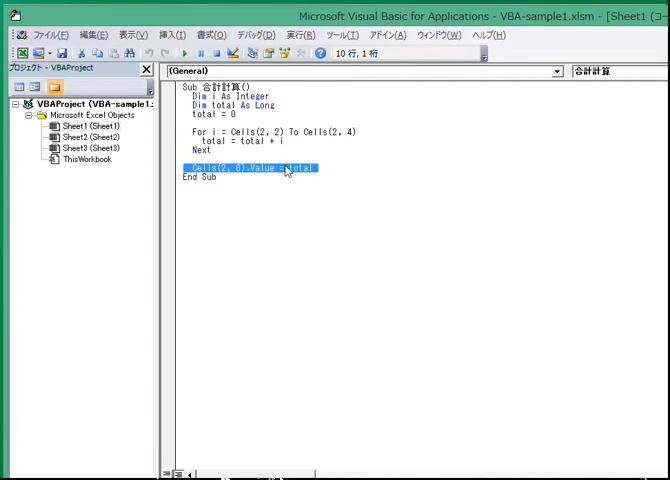 Microsoft Visual Basic for Applications - VBA-sample1.xlsm - [Sheet1 (コー
ファイル(F) 編集(E) 表示(V) 挿入(I) 書式(O) デバッグ(D) 実行(R) ツール(T) アドイン(A) ウィンドウ(W) ヘルプ(H)
10 行, 1 桁
プロジェクト - VBAProject
(General)
合計計算
VBAProject (VBA-sample1.
Microsoft Excel Objects
Sheet1 (Sheet1)
Sheet2 (Sheet2)
Sheet3 (Sheet3)
ThisWorkbook
Sub 合計計算()
Dim i As Integer
Dim total As Long
total = 0
For i = Cells(2, 2) To Cells(2, 4)
total = total + i
Next
Cells(2, 6).Value = total
End Sub